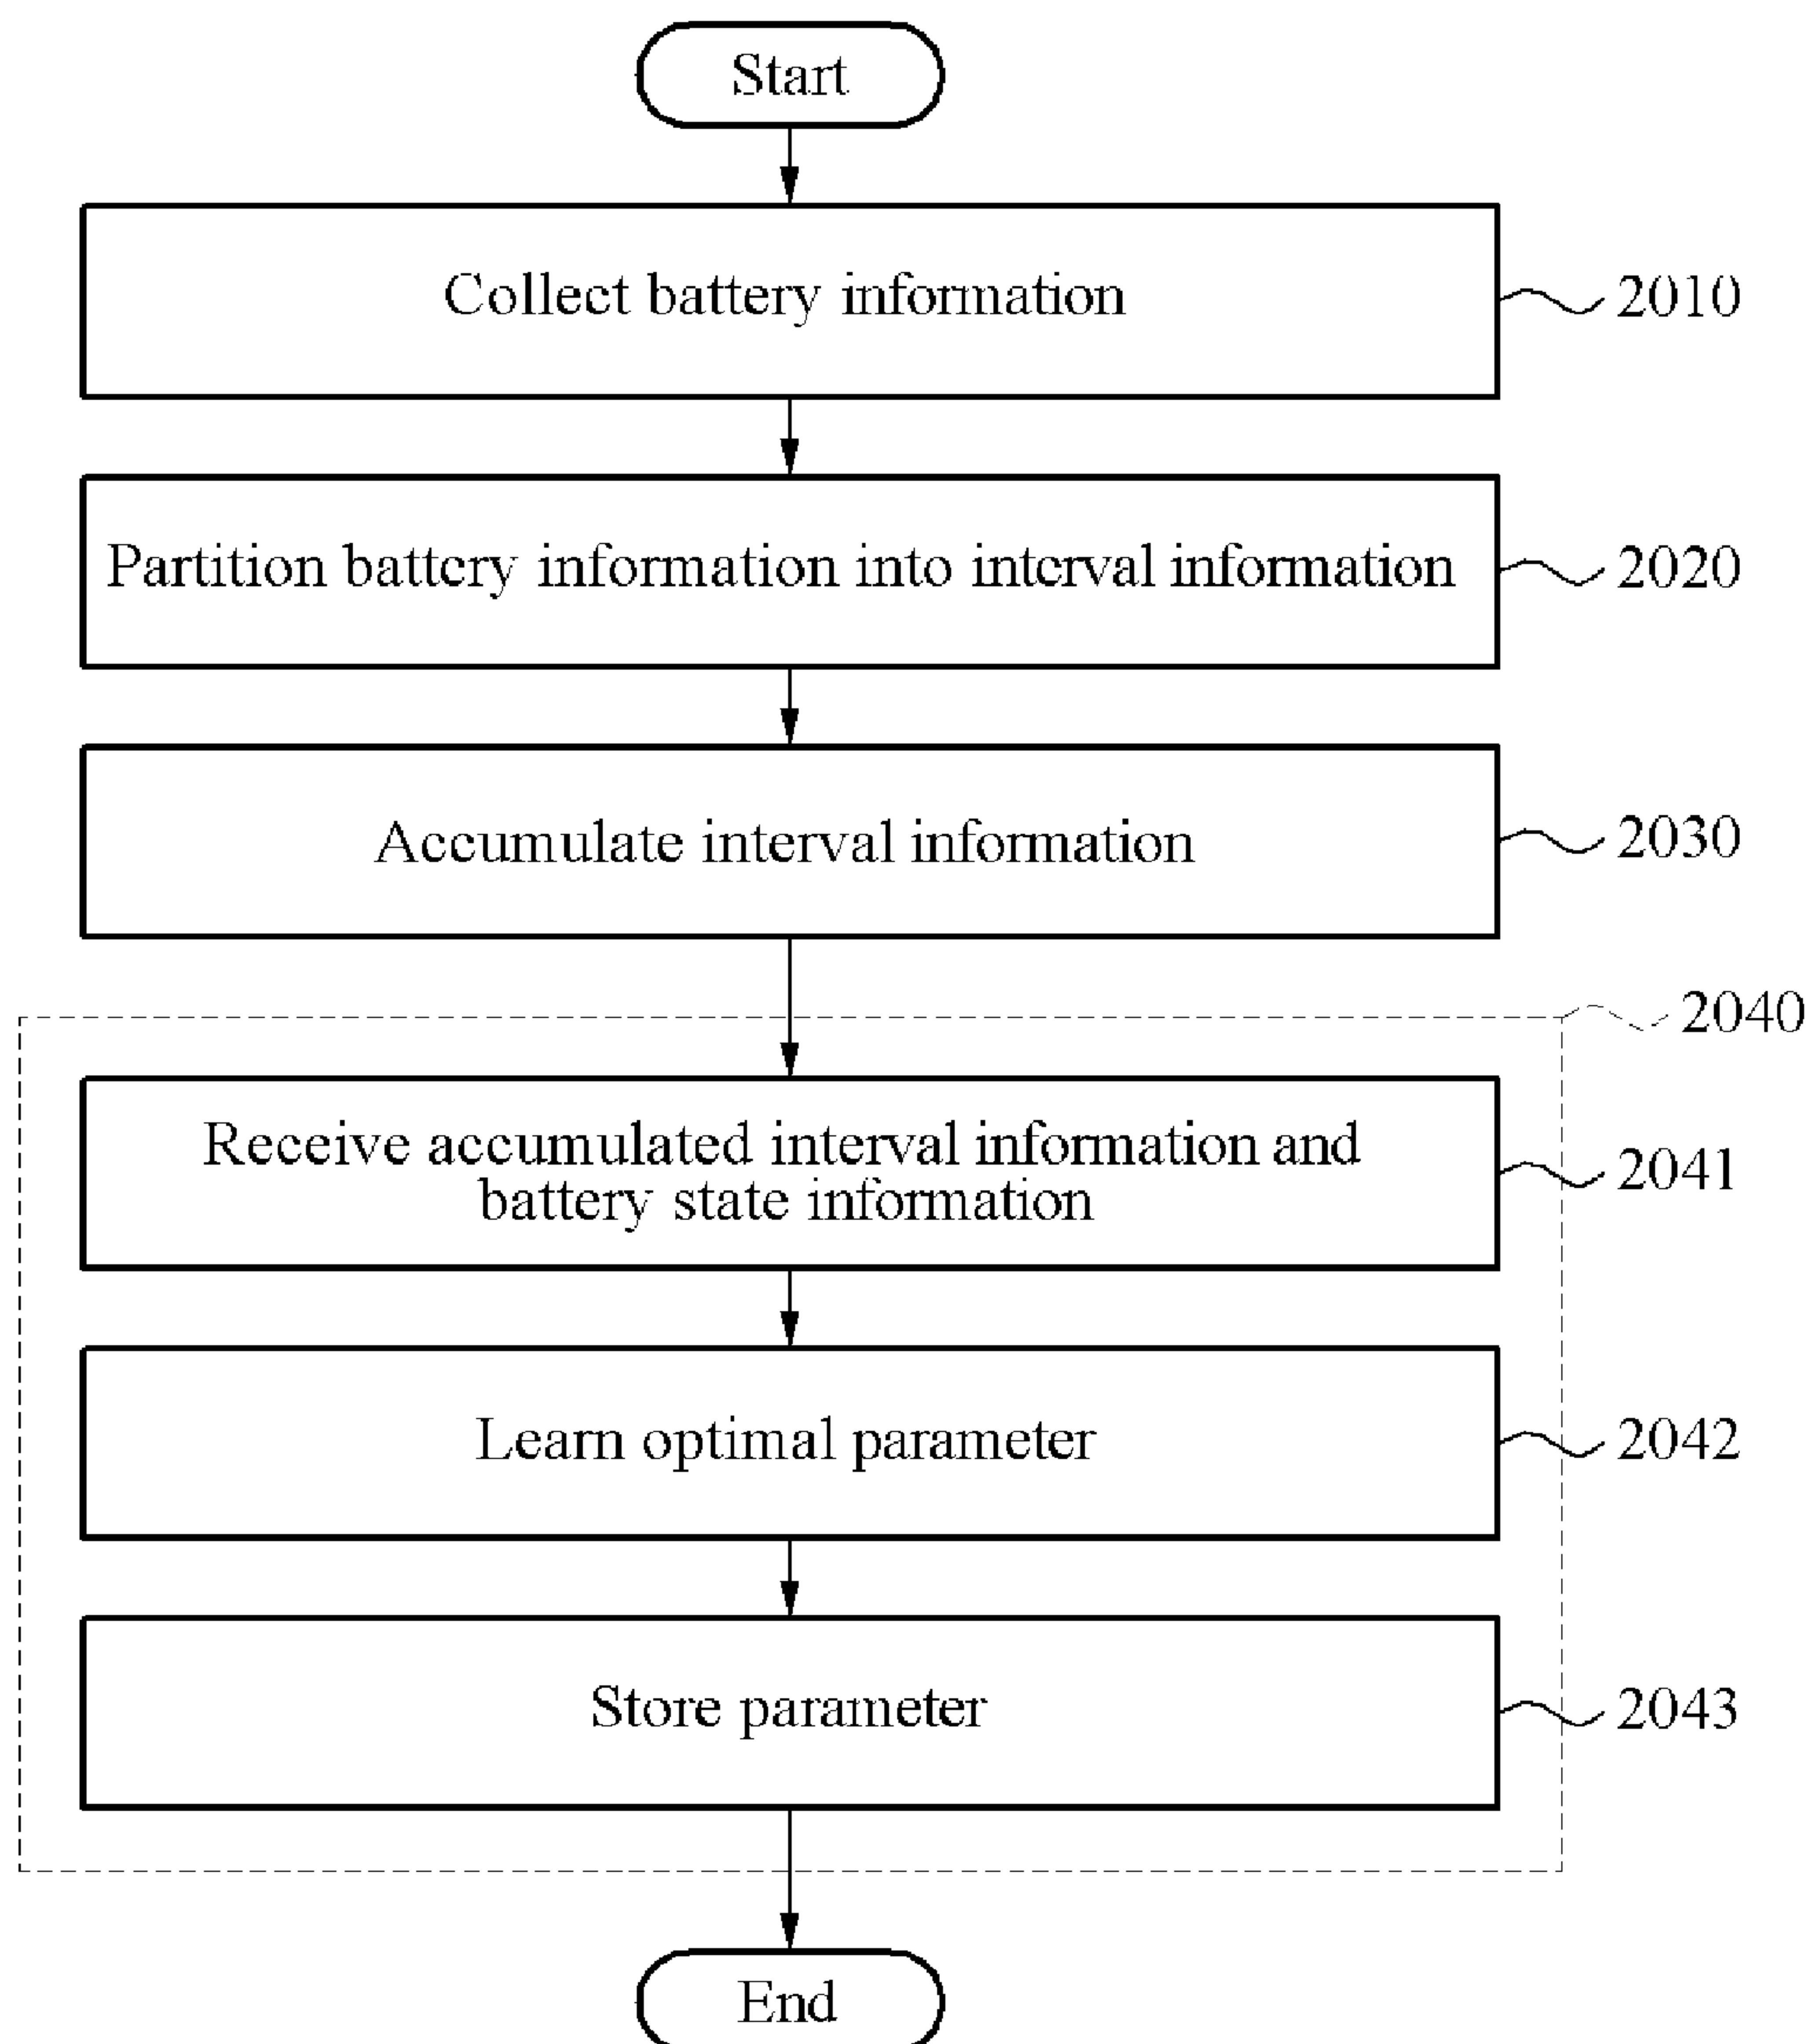 Start
Collect battery information
2010
Partition battery information into interval information
2020
Accumulate interval information
2030
2040
Receive accumulated interval information and
battery state information
2041
Learn optimal parameter
2042
Store parameter
2043
End